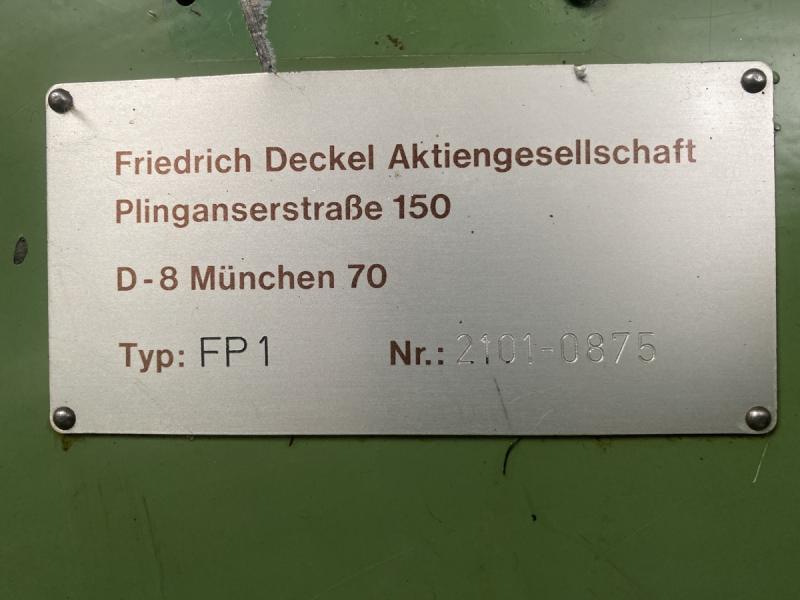 Friedrich Deckel Aktiengesellschaft
Plinganserstraße 150
D-8 München 70
Typ: FP1 Nr.: 2101-0875